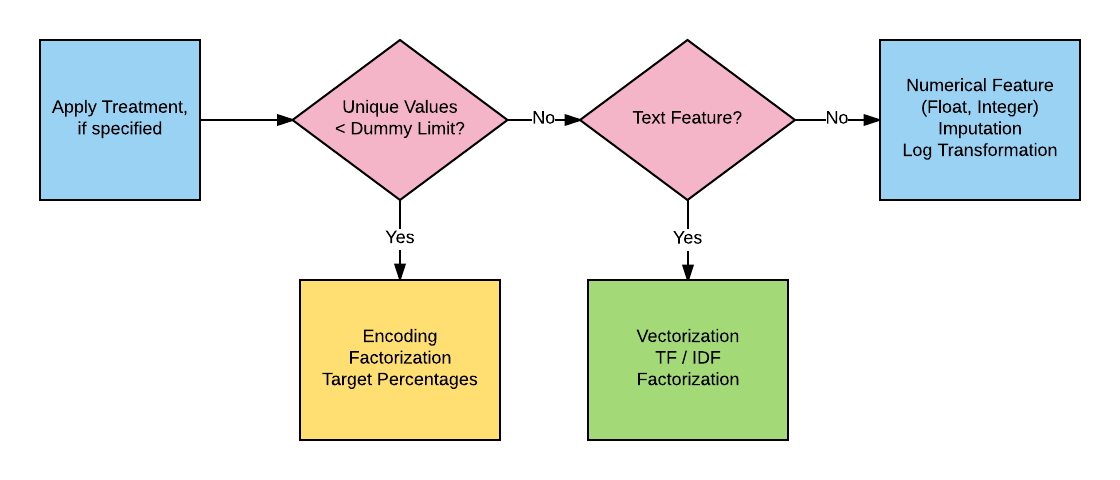 Apply Treatment,
if specified
Unique Values
< Dummy Limit?
No
Text Feature?
No
Numerical Feature
(Float, Integer)
Imputation
Log Transformation
Yes
Yes
Encoding
Factorization
Target Percentages
Vectorization
TF / IDF
Factorization